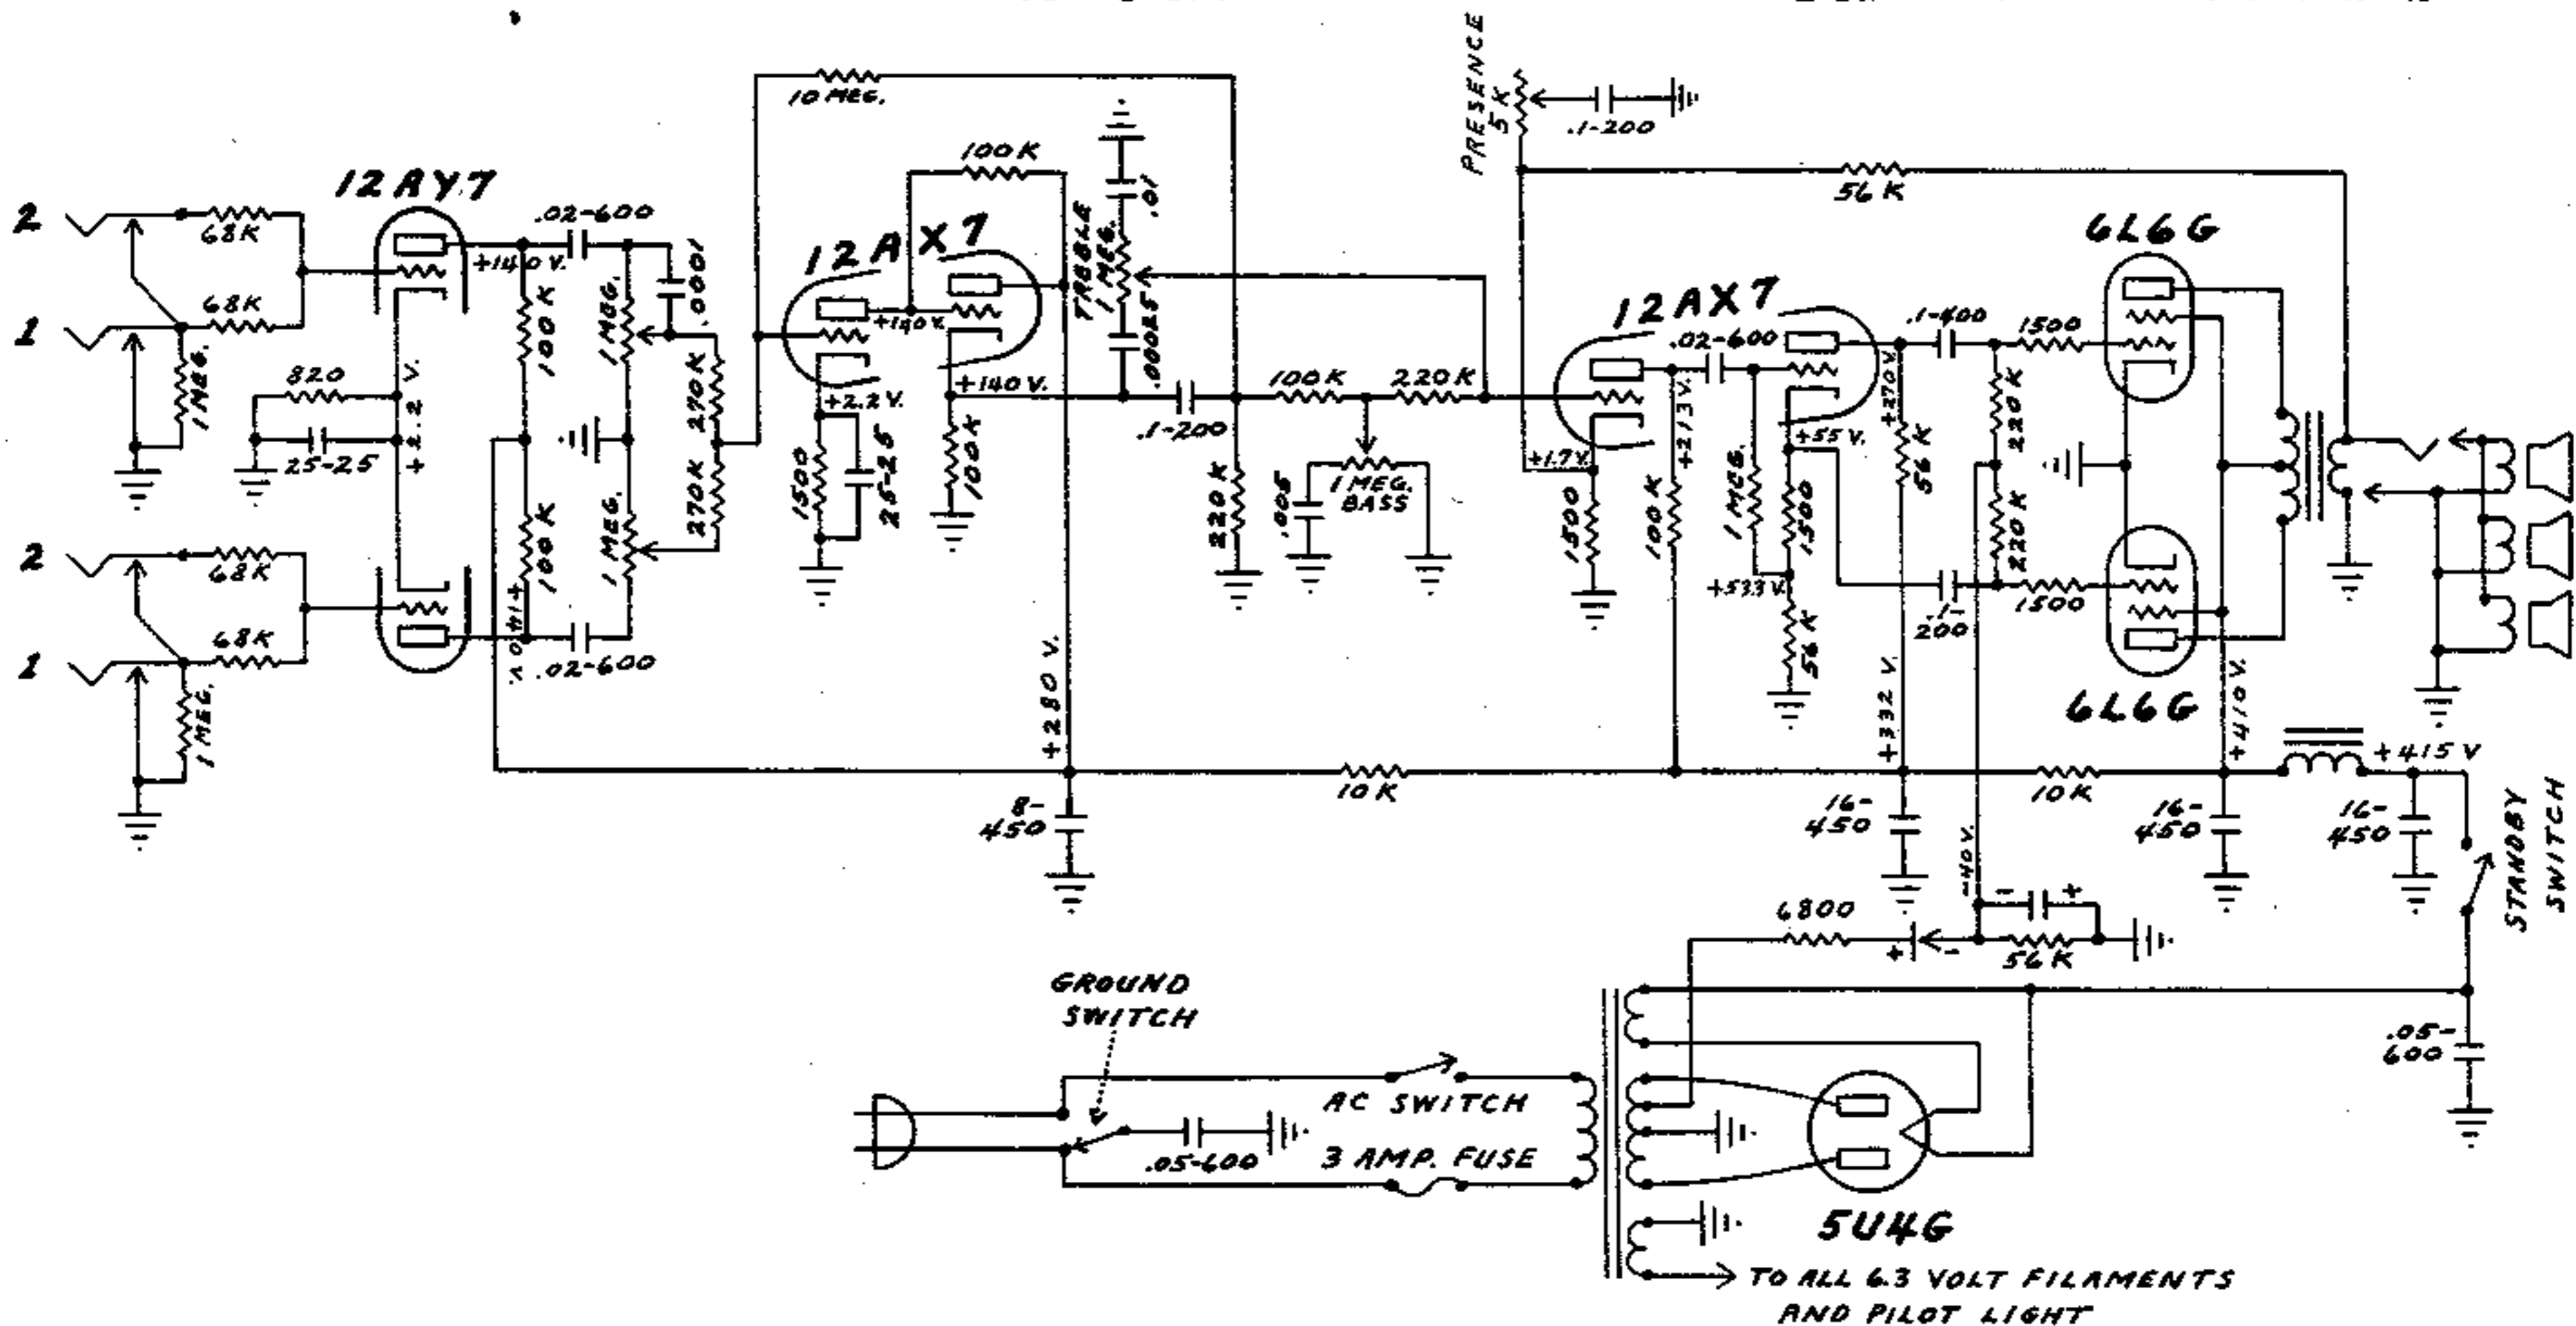 PRESENCE
5 K
.1-200
10 MEG.
100 K
.01
56 K
12AY7
2
68K
.02-600
.0001
+140 V.
12AX7
TREBLE
1 MEG.
.00025
6L6G
1
68K
100 K
1 MEG.
270K
+140 V.
12AX7
.02-600
.1-400
1500
1 MEG.
820
+2.2 V.
25-25
+2.2 V.
+140 V.
.1-200
100 K
220 K
+1.7 V.
+213 V.
+55 V.
+270 V.
56 K
220 K
1500
25-25
100 K
220 K
.005
1 MEG.
BASS
1500
100 K
1 MEG.
1500
+53.3 V.
220 K
270K
100 K
1 MEG.
2
68K
.1-
200
1500
56 K
1
68K
+140 V.
.02-600
1 MEG.
+280 V.
+332 V.
6L6G
+410 V.
+415 V
10 K
10 K
8-
450
16-
450
16-
450
16-
450
STANDBY
SWITCH
-40 V.
6800
-
+
+
-
56 K
GROUND
SWITCH
.05-
600
AC SWITCH
.05-600
3 AMP. FUSE
5U4G
TO ALL 6.3 VOLT FILAMENTS
AND PILOT LIGHT